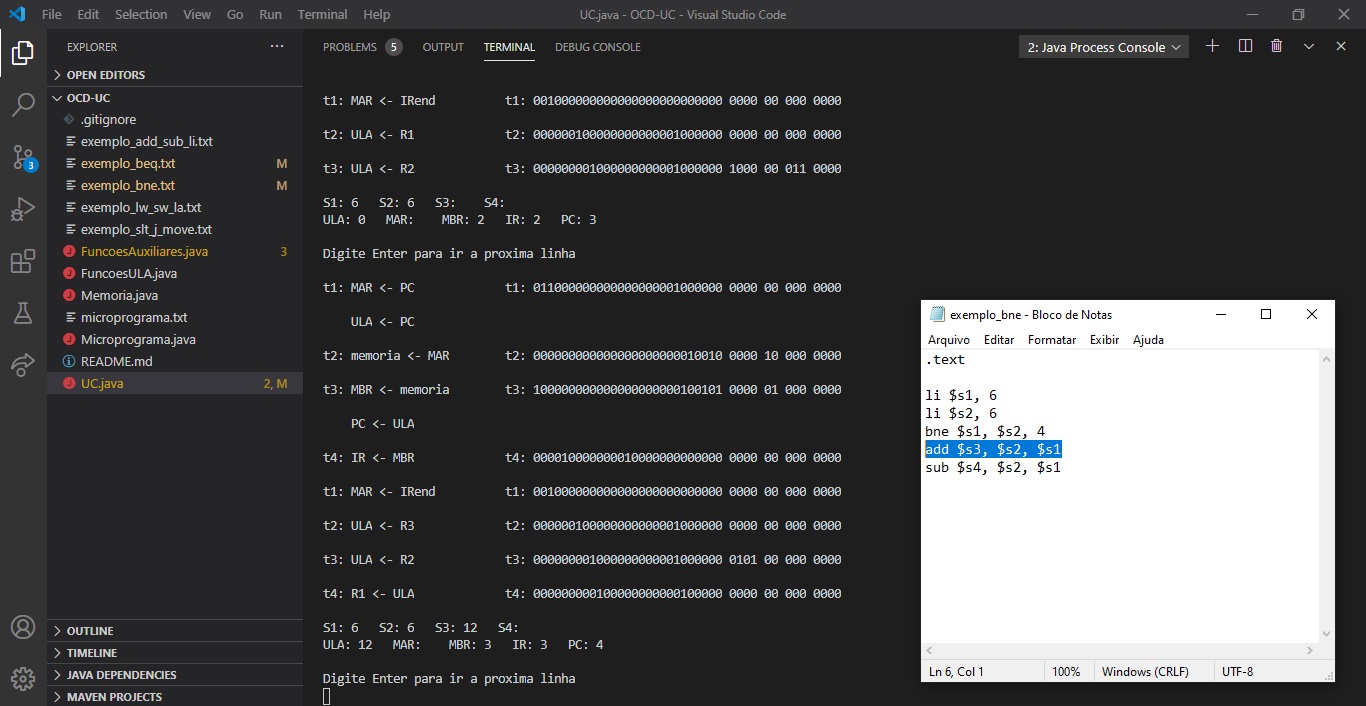 File Edit Selection View Go Run Terminal Help
UC.java - OCD-UC - Visual Studio Code
EXPLORER
OPEN EDITORS
OCD-UC
.gitignore
exemplo_add_sub_li.txt
exemplo_beq.txt M
exemplo_bne.txt M
exemplo_lw_sw_la.txt
exemplo_slt_j_move.txt
FuncoesAuxiliares.java 3
FuncoesULA.java
Memoria.java
microprograma.txt
Microprograma.java
README.md
UC.java 2, M
OUTLINE
TIMELINE
JAVA DEPENDENCIES
MAVEN PROJECTS
3
PROBLEMS 5 OUTPUT TERMINAL DEBUG CONSOLE
2: Java Process Console
t1: MAR <- IRend t1: 001000000000000000000000000 0000 00 000 0000
t2: ULA <- R1 t2: 000000100000000000001000000 0000 00 000 0000
t3: ULA <- R2 t3: 000000001000000000001000000 1000 00 011 0000
S1: 6 S2: 6 S3: S4:
ULA: 0 MAR: MBR: 2 IR: 2 PC: 3
Digite Enter para ir a proxima linha
t1: MAR <- PC t1: 011000000000000000001000000 0000 00 000 0000
ULA <- PC
t2: memoria <- MAR t2: 000000000000000000000010010 0000 10 000 0000
t3: MBR <- memoria t3: 100000000000000000000100101 0000 01 000 0000
PC <- ULA
t4: IR <- MBR t4: 000010000000100000000000000 0000 00 000 0000
t1: MAR <- IRend t1: 001000000000000000000000000 0000 00 000 0000
t2: ULA <- R3 t2: 000000100000000000001000000 0000 00 000 0000
t3: ULA <- R2 t3: 000000001000000000001000000 0101 00 000 0000
t4: R1 <- ULA t4: 000000000100000000000100000 0000 00 000 0000
S1: 6 S2: 6 S3: 12 S4:
ULA: 12 MAR: MBR: 3 IR: 3 PC: 4
Digite Enter para ir a proxima linha
exemplo_bne - Bloco de Notas
Arquivo Editar Formatar Exibir Ajuda
.text
li $s1, 6
li $s2, 6
bne $s1, $s2, 4
add $s3, $s2, $s1
sub $s4, $s2, $s1
Ln 6, Col 1 100% Windows (CRLF) UTF-8